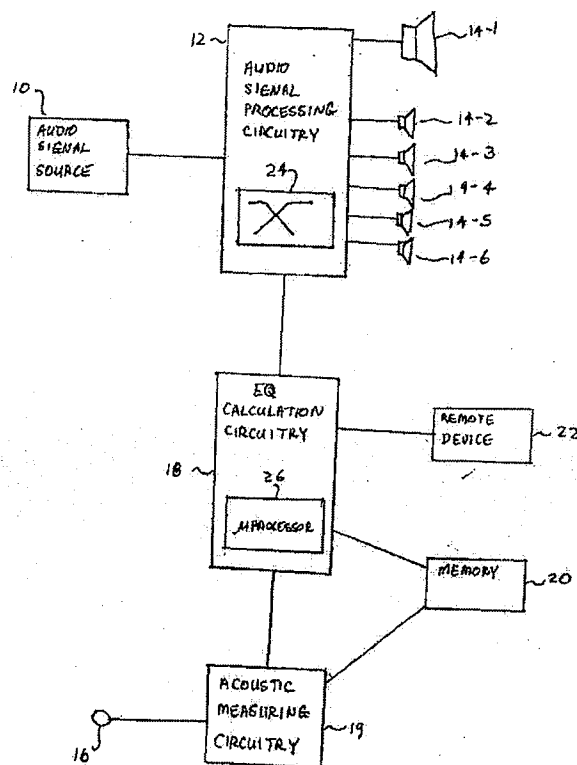 12
AUDIO
SIGNAL
PROCESSING
CIRCUITRY
14-1
10
AUDIO
SIGNAL
SOURCE
14-2
14-3
14-4
14-5
14-6
24
EQ
CALCULATION
CIRCUITRY
REMOTE
DEVICE
22
18
26
µPROCESSOR
MEMORY
20
ACOUSTIC
MEASURING
CIRCUITRY
19
16